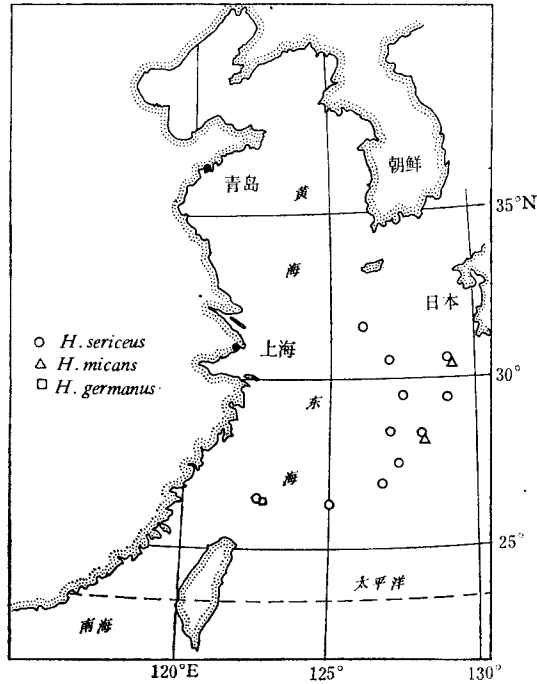 青岛
黄
朝鲜
35°N
海
日本
○ H. sericeus
△ H. micans
□ H. germanus
上海
30°
东
海
25°
太平洋
南海
120°E
125°
130°